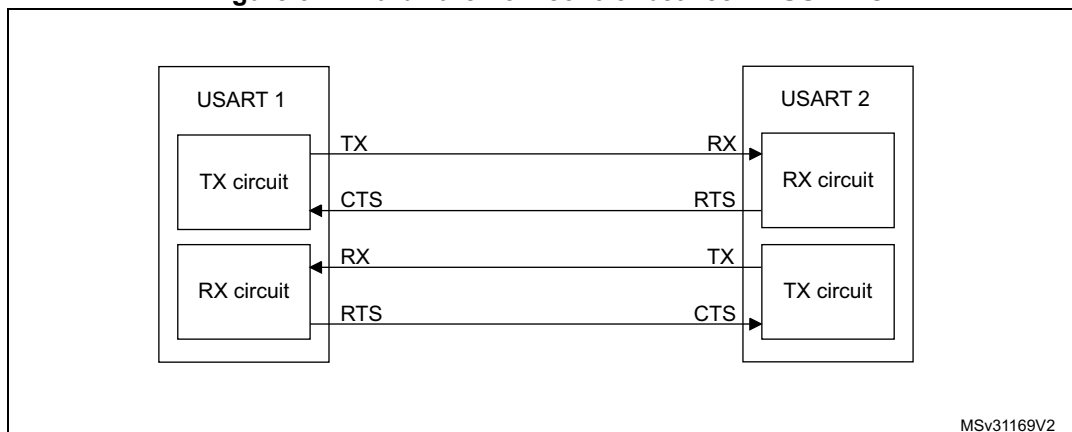 USART 1
USART 2
TX circuit
TX
RX
RX circuit
CTS
RTS
RX circuit
RX
TX
TX circuit
RTS
CTS
MSv31169V2